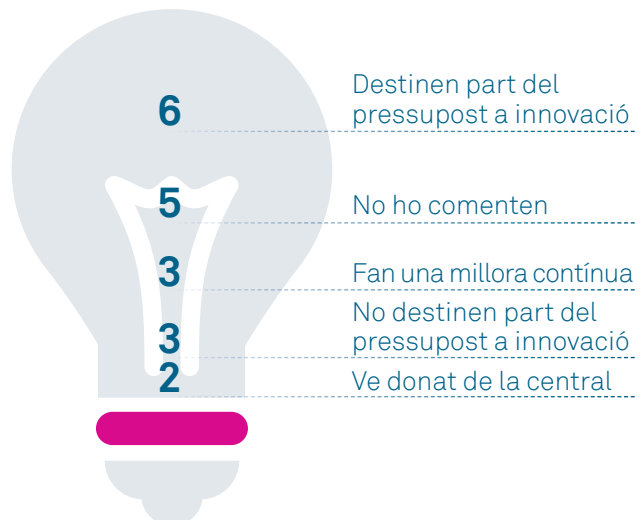 6
Destinen part del
pressupost a innovació
5
No ho comenten
3
Fan una millora contínua
3
No destinen part del
pressupost a innovació
2
Ve donat de la central